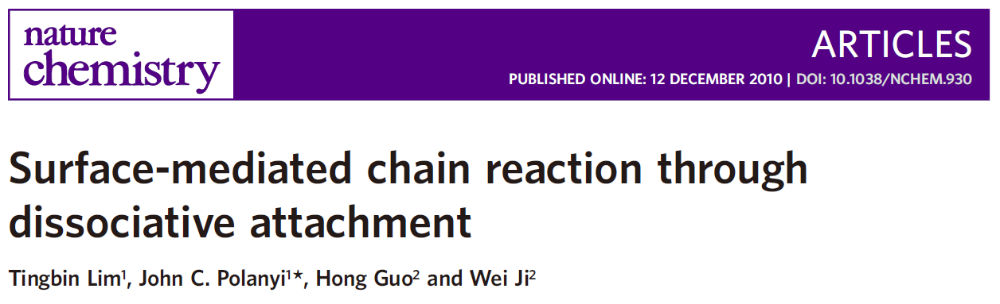 nature
chemistry
ARTICLES
PUBLISHED ONLINE: 12 DECEMBER 2010 | DOI: 10.1038/NCHEM.930
Surface-mediated chain reaction through
dissociative attachment
Tingbin Lim¹, John C. Polanyi¹*, Hong Guo² and Wei Ji²